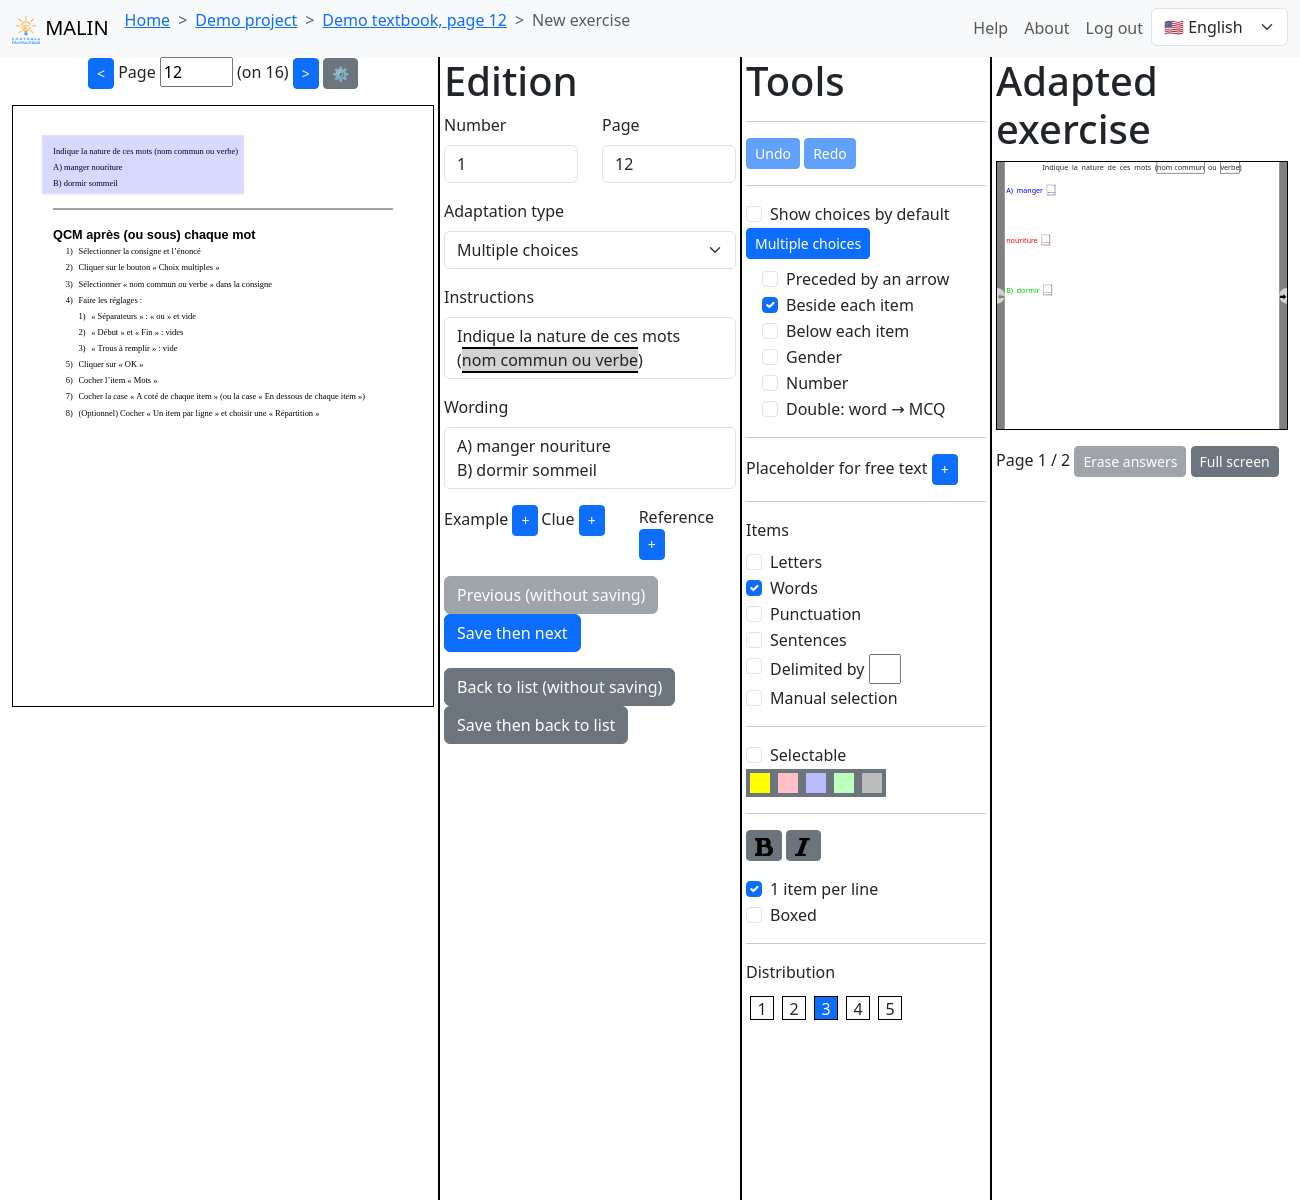 MALIN
Home > Demo project > Demo textbook, page 12 > New exercise
Help About Log out 🇺🇸 English
< Page 12 (on 16) > ⚙️
Indique la nature de ces mots (nom commun ou verbe)
A) manger nouriture
B) dormir sommeil
QCM après (ou sous) chaque mot
1) Sélectionner la consigne et l'énoncé
2) Cliquer sur le bouton « Choix multiples »
3) Sélectionner « nom commun ou verbe » dans la consigne
4) Faire les réglages :
1) « Séparateurs » : « ou » et vide
2) « Début » et « Fin » : vides
3) « Trous à remplir » : vide
5) Cliquer sur « OK »
6) Cocher l'item « Mots »
7) Cocher la case « A coté de chaque item » (ou la case « En dessous de chaque item »)
8) (Optionnel) Cocher « Un item par ligne » et choisir une « Répartition »
Edition
Number Page
1 12
Adaptation type
Multiple choices
Instructions
Indique la nature de ces mots
(nom commun ou verbe)
Wording
A) manger nouriture
B) dormir sommeil
Example + Clue + Reference
+
Previous (without saving)
Save then next
Back to list (without saving)
Save then back to list
Tools
Undo Redo
Show choices by default
Multiple choices
Preceded by an arrow
Beside each item
Below each item
Gender
Number
Double: word → MCQ
Placeholder for free text +
Items
Letters
Words
Punctuation
Sentences
Delimited by
Manual selection
Selectable
B I
1 item per line
Boxed
Distribution
1 2 3 4 5
Adapted
exercise
Indique la nature de ces mots (nom commun ou verbe)
A) manger ....
nouriture ....
B) dormir ....
Page 1 / 2 Erase answers Full screen